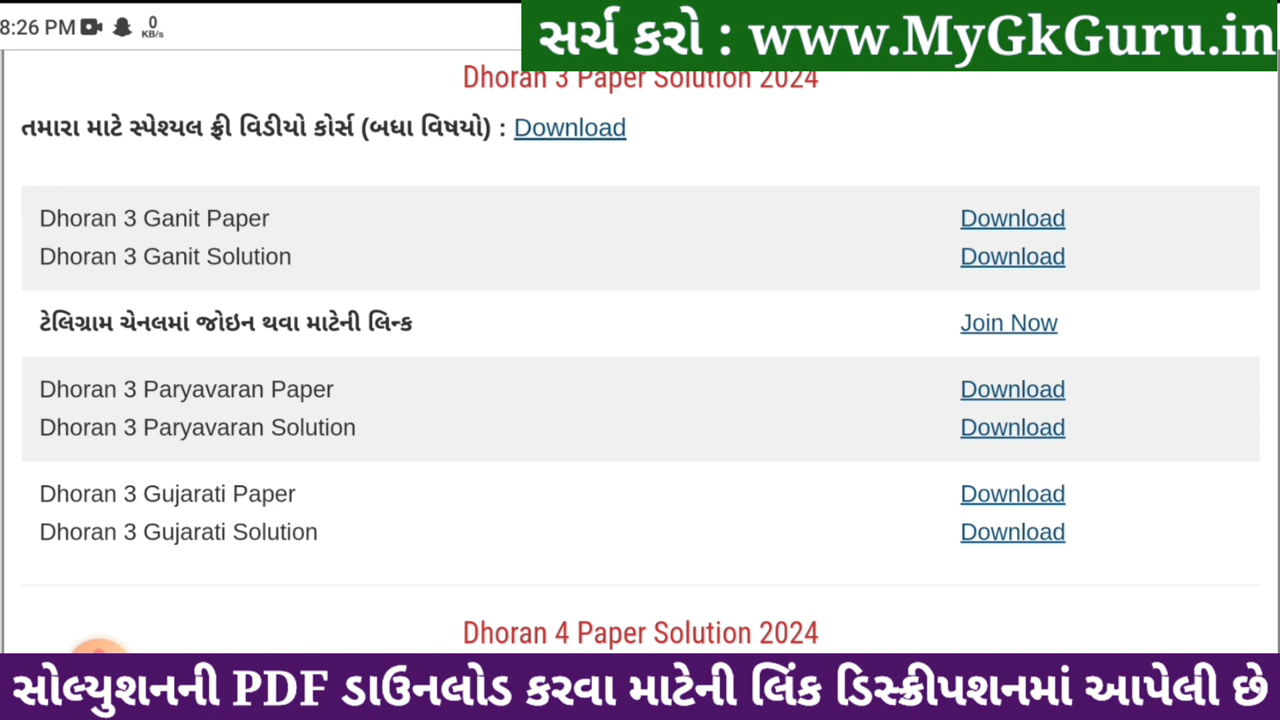 8:26 PM 0 KB/s
સર્ચ કરો : www.MyGkGuru.in
Dhoran 3 Paper Solution 2024
તમારા માટે સ્પેશ્યલ ફ્રી વિડીયો કોર્સ (બધા વિષયો) : Download
Dhoran 3 Ganit Paper Download
Dhoran 3 Ganit Solution Download
ટેલિગ્રામ ચેનલમાં જોઇન થવા માટેની લિન્ક Join Now
Dhoran 3 Paryavaran Paper Download
Dhoran 3 Paryavaran Solution Download
Dhoran 3 Gujarati Paper Download
Dhoran 3 Gujarati Solution Download
Dhoran 4 Paper Solution 2024
સોલ્યુશનની PDF ડાઉનલોડ કરવા માટેની લિંક ડિસ્ક્રીપશનમાં આપેલી છે